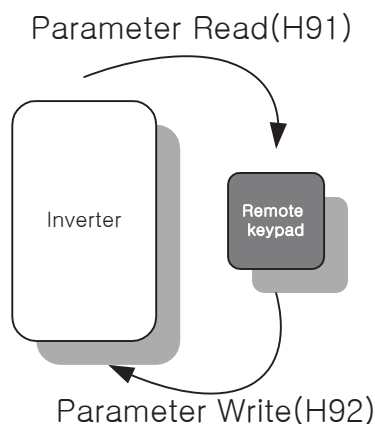 Parameter Read(H91)
Inverter
Remote
keypad
Parameter Write(H92)